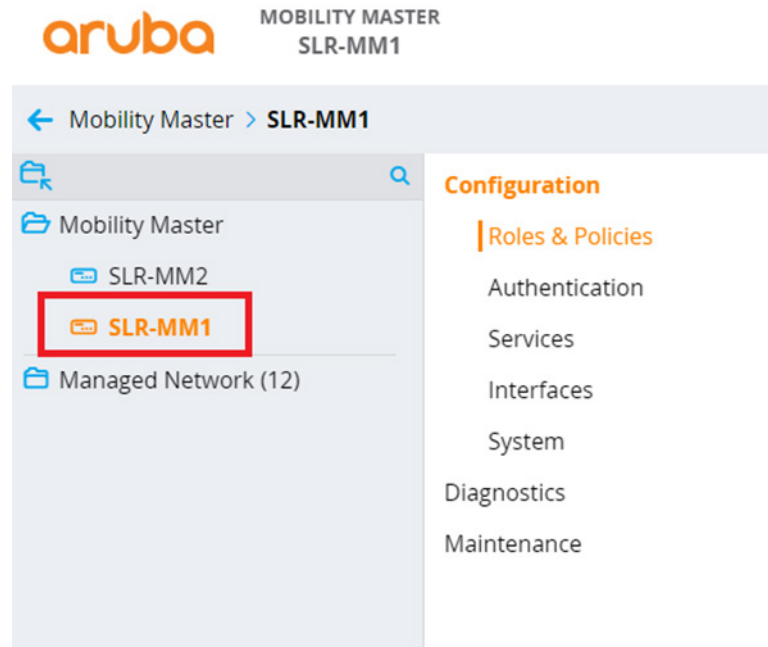 aruba
MOBILITY MASTER
SLR-MM1
Mobility Master > SLR-MM1
Mobility Master
SLR-MM2
SLR-MM1
Managed Network (12)
Configuration
Roles & Policies
Authentication
Services
Interfaces
System
Diagnostics
Maintenance